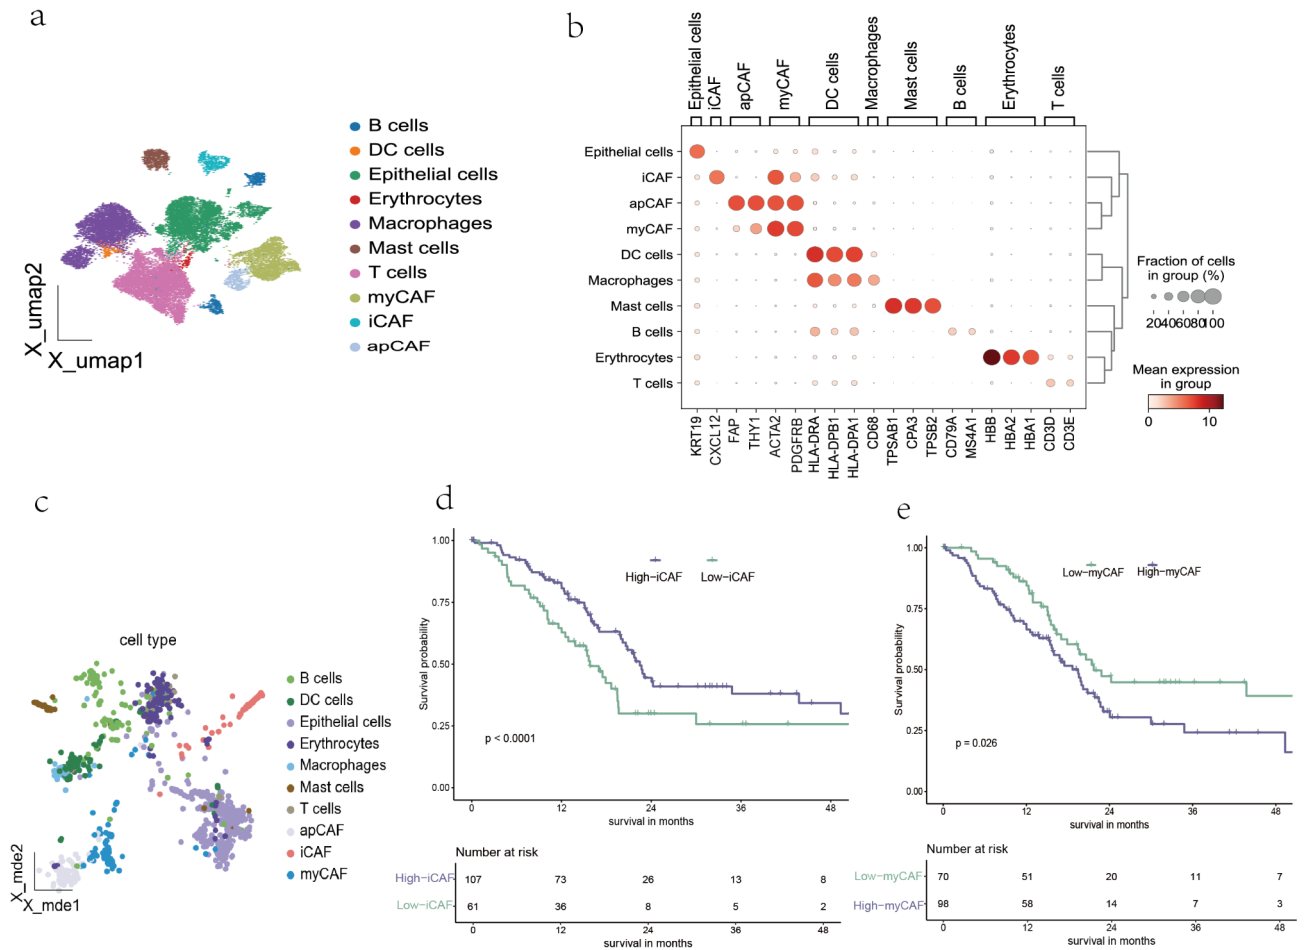 a
B cells
DC cells
Epithelial cells
Erythrocytes
Macrophages
Mast cells
T cells
myCAF
iCAF
apCAF
X_umap2
X_umap1
b
Epithelial cells
iCAF
apCAF
myCAF
DC cells
Macrophages
Mast cells
B cells
Erythrocytes
T cells
Epithelial cells
iCAF
apCAF
myCAF
DC cells
Macrophages
Mast cells
B cells
Erythrocytes
T cells
KRT19
CXCL12
FAP
THY1
ACTA2
PDGFRB
HLA-DRA
HLA-DPB1
HLA-DPA1
CD68
TPSAB1
CPA3
TPSB2
CD79A
MS4A1
HBB
HBA2
HBA1
CD3D
CD3E
Fraction of cells
in group (%)
20 40 60 80 100
Mean expression
in group
0 10
c
cell type
B cells
DC cells
Epithelial cells
Erythrocytes
Macrophages
Mast cells
T cells
apCAF
iCAF
myCAF
X_mde2
X_mde1
d
Survival probability
1.00
0.75
0.50
0.25
0.00
High-iCAF Low-iCAF
p < 0.0001
0 12 24 36 48
survival in months
Number at risk
High-iCAF 107 73 26 13 8
Low-iCAF 61 36 8 5 2
0 12 24 36 48
survival in months
e
Survival probability
1.00
0.75
0.50
0.25
0.00
Low-myCAF High-myCAF
p = 0.026
0 12 24 36 48
survival in months
Number at risk
Low-myCAF 70 51 20 11 7
High-myCAF 98 58 14 7 3
0 12 24 36 48
survival in months